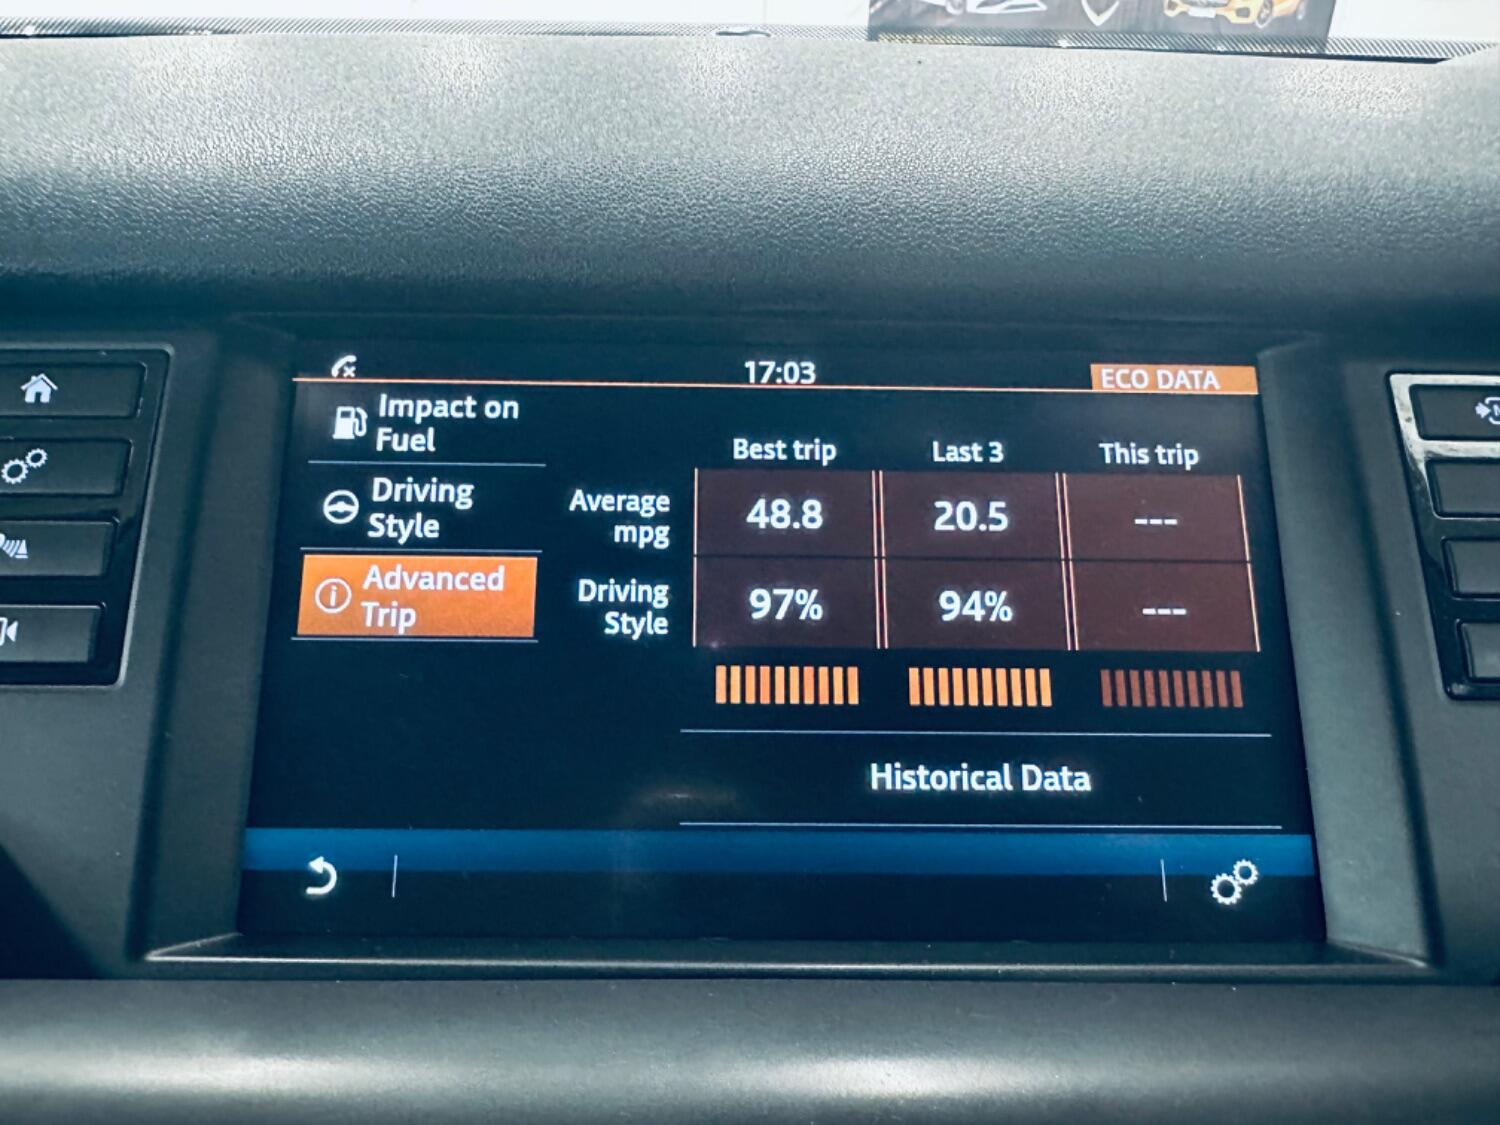 17:03
ECO DATA
Impact on
Fuel
Driving
Style
Advanced
Trip
Best trip
Last 3
This trip
Average
mpg
48.8
20.5
---
Driving
Style
97%
94%
---
Historical Data